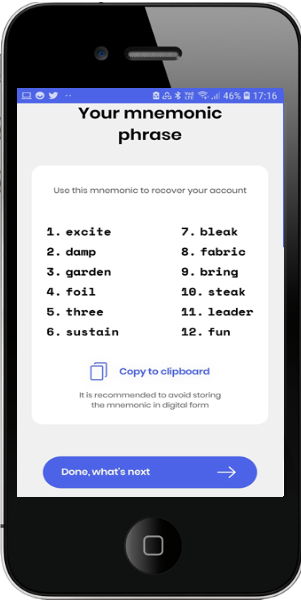 46% 17:16
Your mnemonic
phrase
Use this mnemonic to recover your account
1. excite
2. damp
3. garden
4. foil
5. three
6. sustain
7. bleak
8. fabric
9. bring
10. steak
11. leader
12. fun
Copy to clipboard
It is recommended to avoid storing
the mnemonic in digital form
Done, what's next